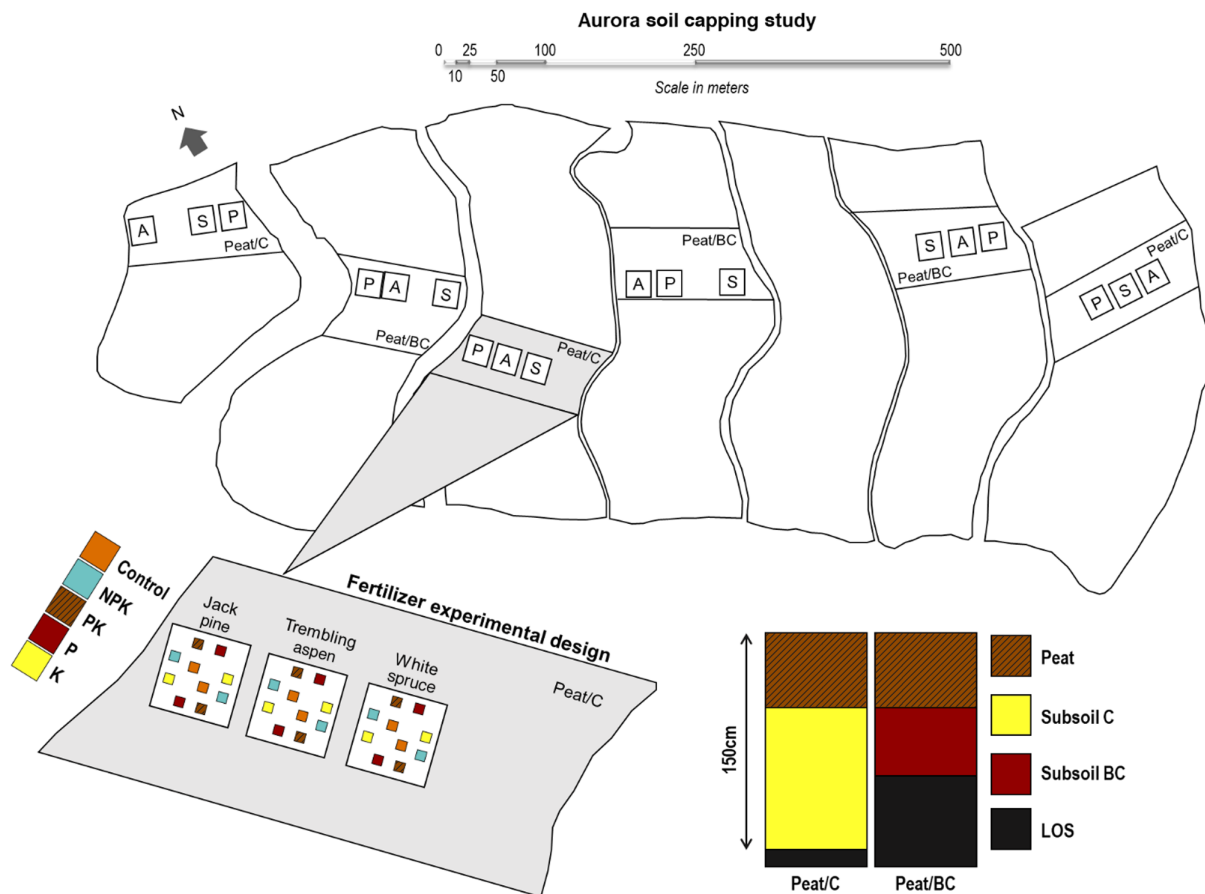 Aurora soil capping study
0 25 100 250 500
10 50
Scale in meters
N
A S P
Peat/C
P A S
Peat/BC
P A S
Peat/C
Peat/BC
A P S
S A P
Peat/BC
Peat/C
P S A
Control
NPK
PK
P
K
Fertilizer experimental design
Jack
pine
Trembling
aspen
White
spruce
Peat/C
150cm
Peat
Subsoil C
Subsoil BC
LOS
Peat/C Peat/BC